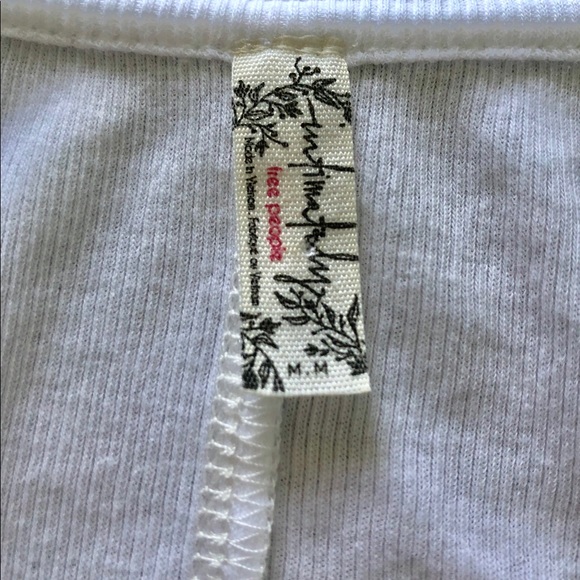 intimately
free people
Made in Vietnam . Fabriqué au Vietnam
M . M